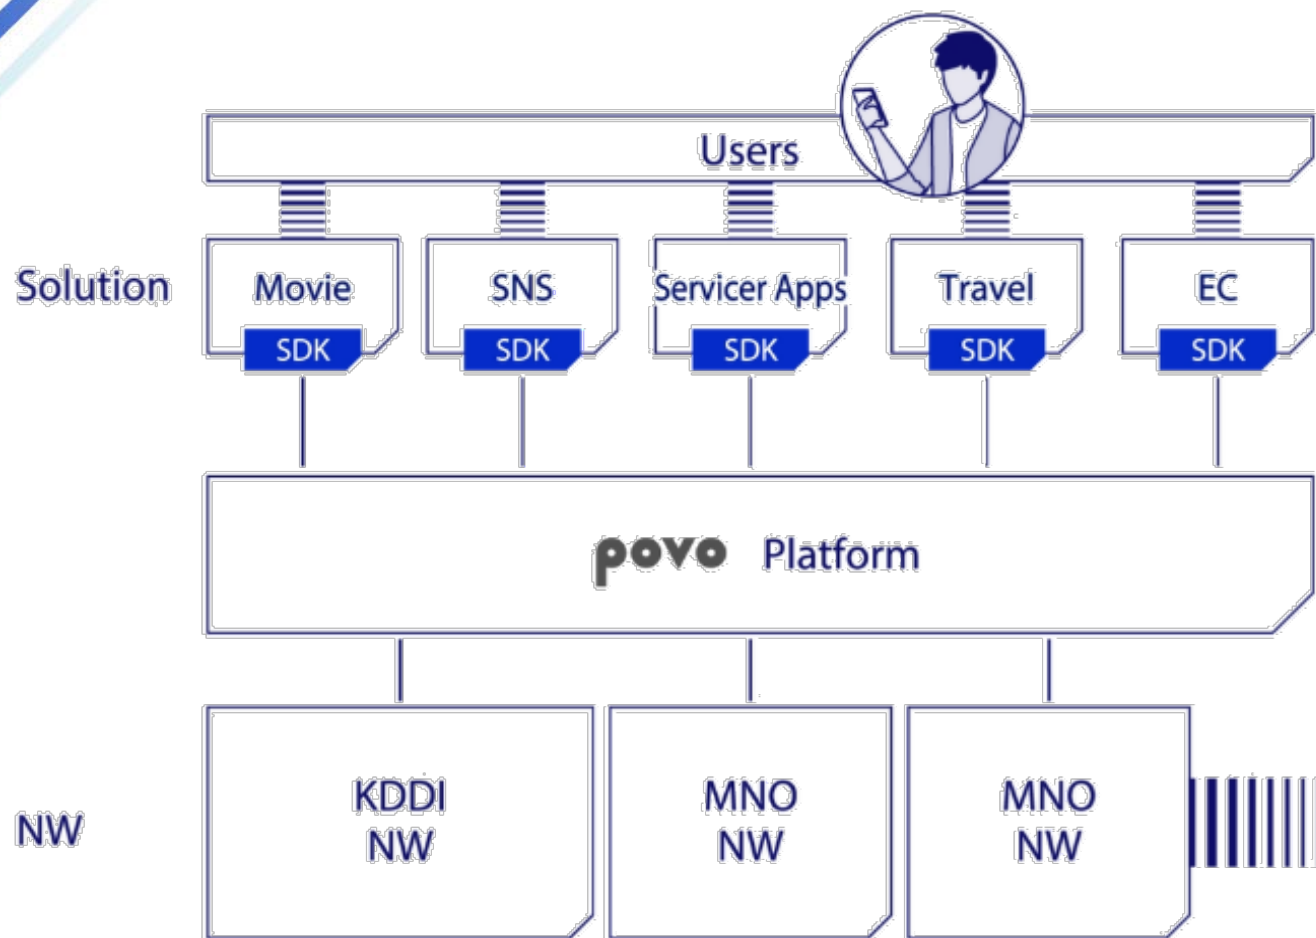 Users
Solution
Movie
SNS
Servicer Apps
Travel
EC
SDK
SDK
SDK
SDK
SDK
povo Platform
NW
KDDI
NW
MNO
NW
MNO
NW